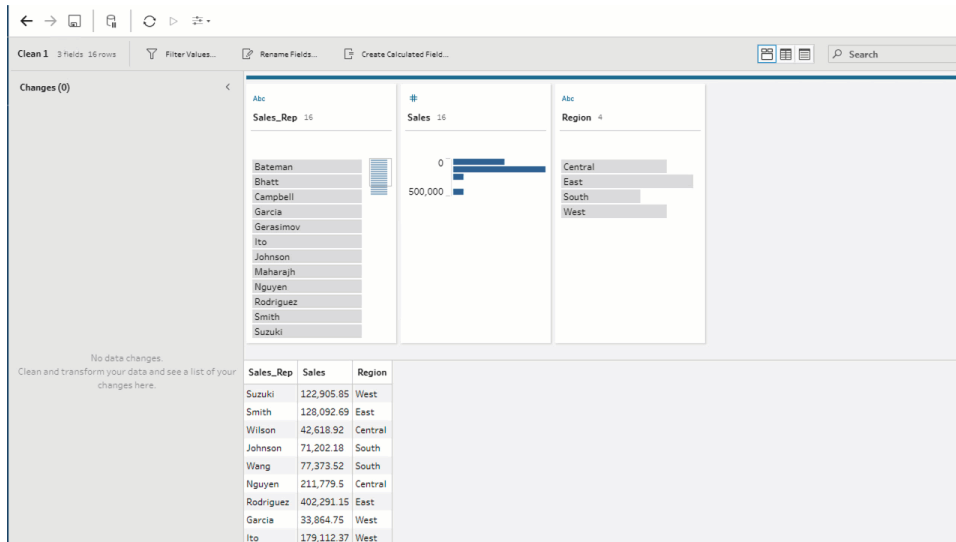 Clean 1 3 fields 16 rows Filter Values... Rename Fields... Create Calculated Field... Search
Changes (0)
No data changes.
Clean and transform your data and see a list of your
changes here.
Abc
Sales_Rep 16
Bateman
Bhatt
Campbell
Garcia
Gerasimov
Ito
Johnson
Maharajh
Nguyen
Rodriguez
Smith
Suzuki
#
Sales 16
0
500,000
Abc
Region 4
Central
East
South
West
Sales_Rep Sales Region
Suzuki 122,905.85 West
Smith 128,092.69 East
Wilson 42,618.92 Central
Johnson 71,202.18 South
Wang 77,373.52 South
Nguyen 211,779.5 Central
Rodriguez 402,291.15 East
Garcia 33,864.75 West
Ito 179,112.37 West